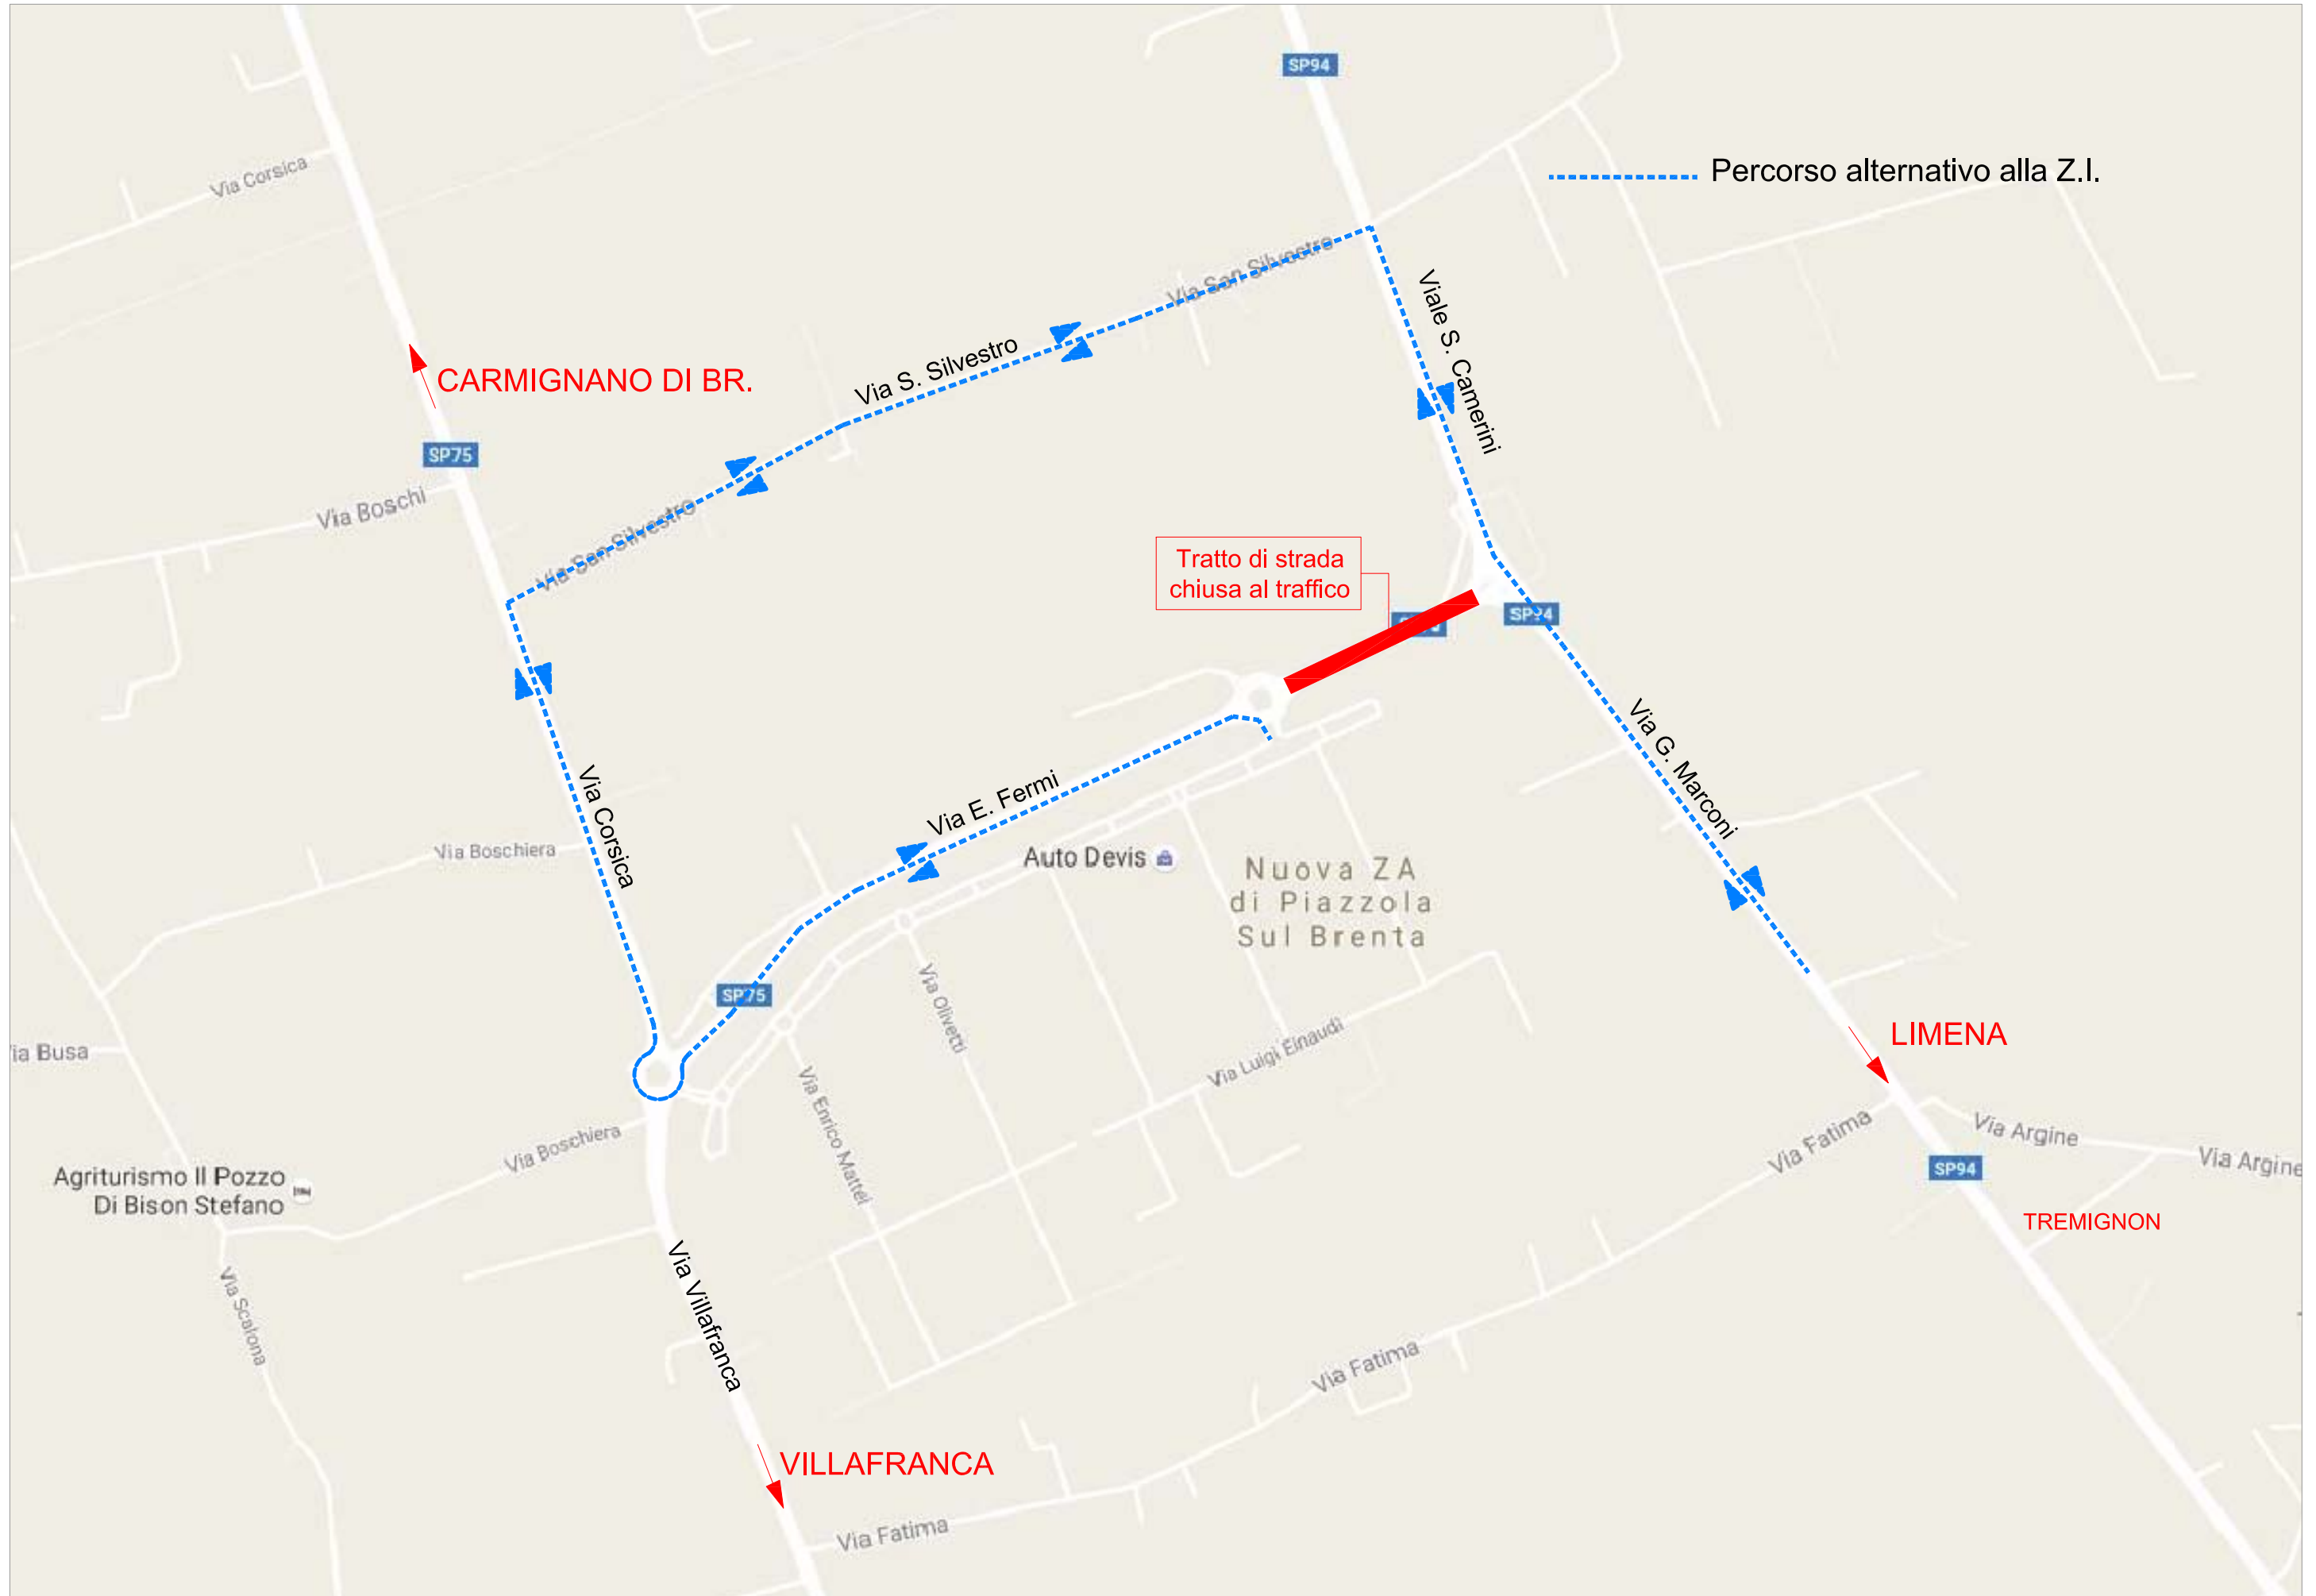 SP94
Via Corsica
Percorso alternativo alla Z.I.
Via San Silvestro
Viale S. Camerini
Via S. Silvestro
CARMIGNANO DI BR.
SP75
Via Boschi
Via San Silvestro
Tratto di strada
chiusa al traffico
SP94
Via G. Marconi
Via Corsica
Via E. Fermi
Via Boschiera
Auto Devis
Nuova ZA
di Piazzola
Sul Brenta
SP75
Via Olivetti
ia Busa
LIMENA
Via Luigi Einaudi
Via Enrico Mattei
Via Boschiera
Via Fatima
Via Argine
Via Argine
SP94
Agriturismo Il Pozzo
Di Bison Stefano
TREMIGNON
Via Villafranca
Via Scalona
Via Fatima
VILLAFRANCA
Via Fatima